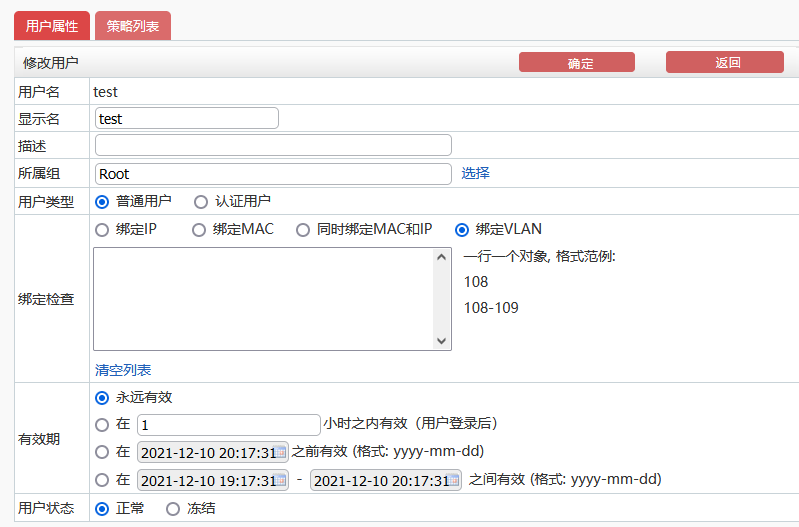 用户属性 策略列表
修改用户 确定 返回
用户名 test
显示名 test
描述
所属组 Root 选择
用户类型 普通用户 认证用户
绑定检查 绑定IP 绑定MAC 同时绑定MAC和IP 绑定VLAN
一行一个对象, 格式范例:
108
108-109
清空列表
有效期 永远有效
在 1 小时之内有效（用户登录后）
在 2021-12-10 20:17:31 之前有效 (格式: yyyy-mm-dd)
在 2021-12-10 19:17:31 - 2021-12-10 20:17:31 之间有效 (格式: yyyy-mm-dd)
用户状态 正常 冻结